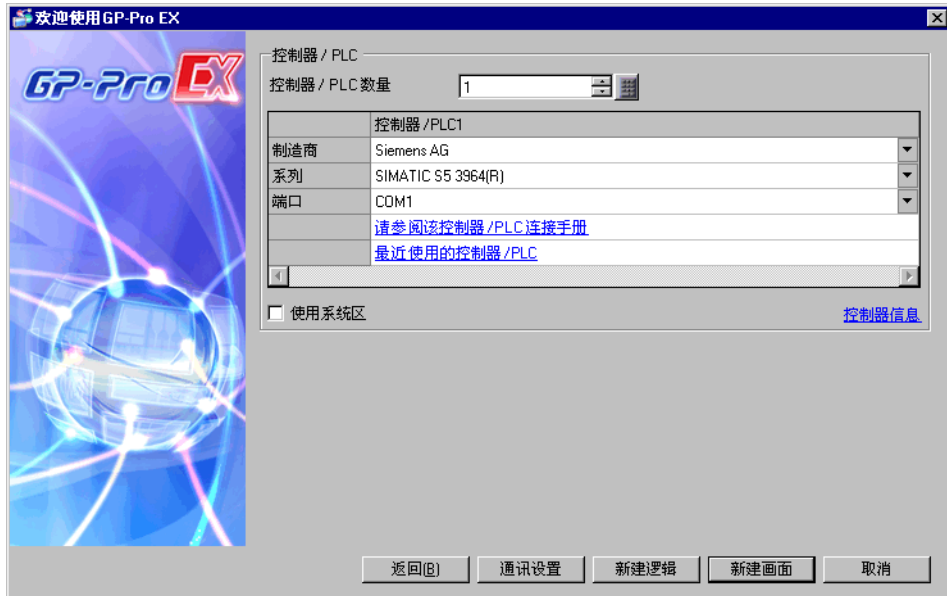 欢迎使用GP-Pro EX
GP-Pro EX
控制器 / PLC
控制器 / PLC 数量 1
控制器 /PLC1
制造商 Siemens AG
系列 SIMATIC S5 3964(R)
端口 COM1
请参阅该控制器 /PLC连接手册
最近使用的控制器 /PLC
使用系统区 控制器信息
返回(B) 通讯设置 新建逻辑 新建画面 取消